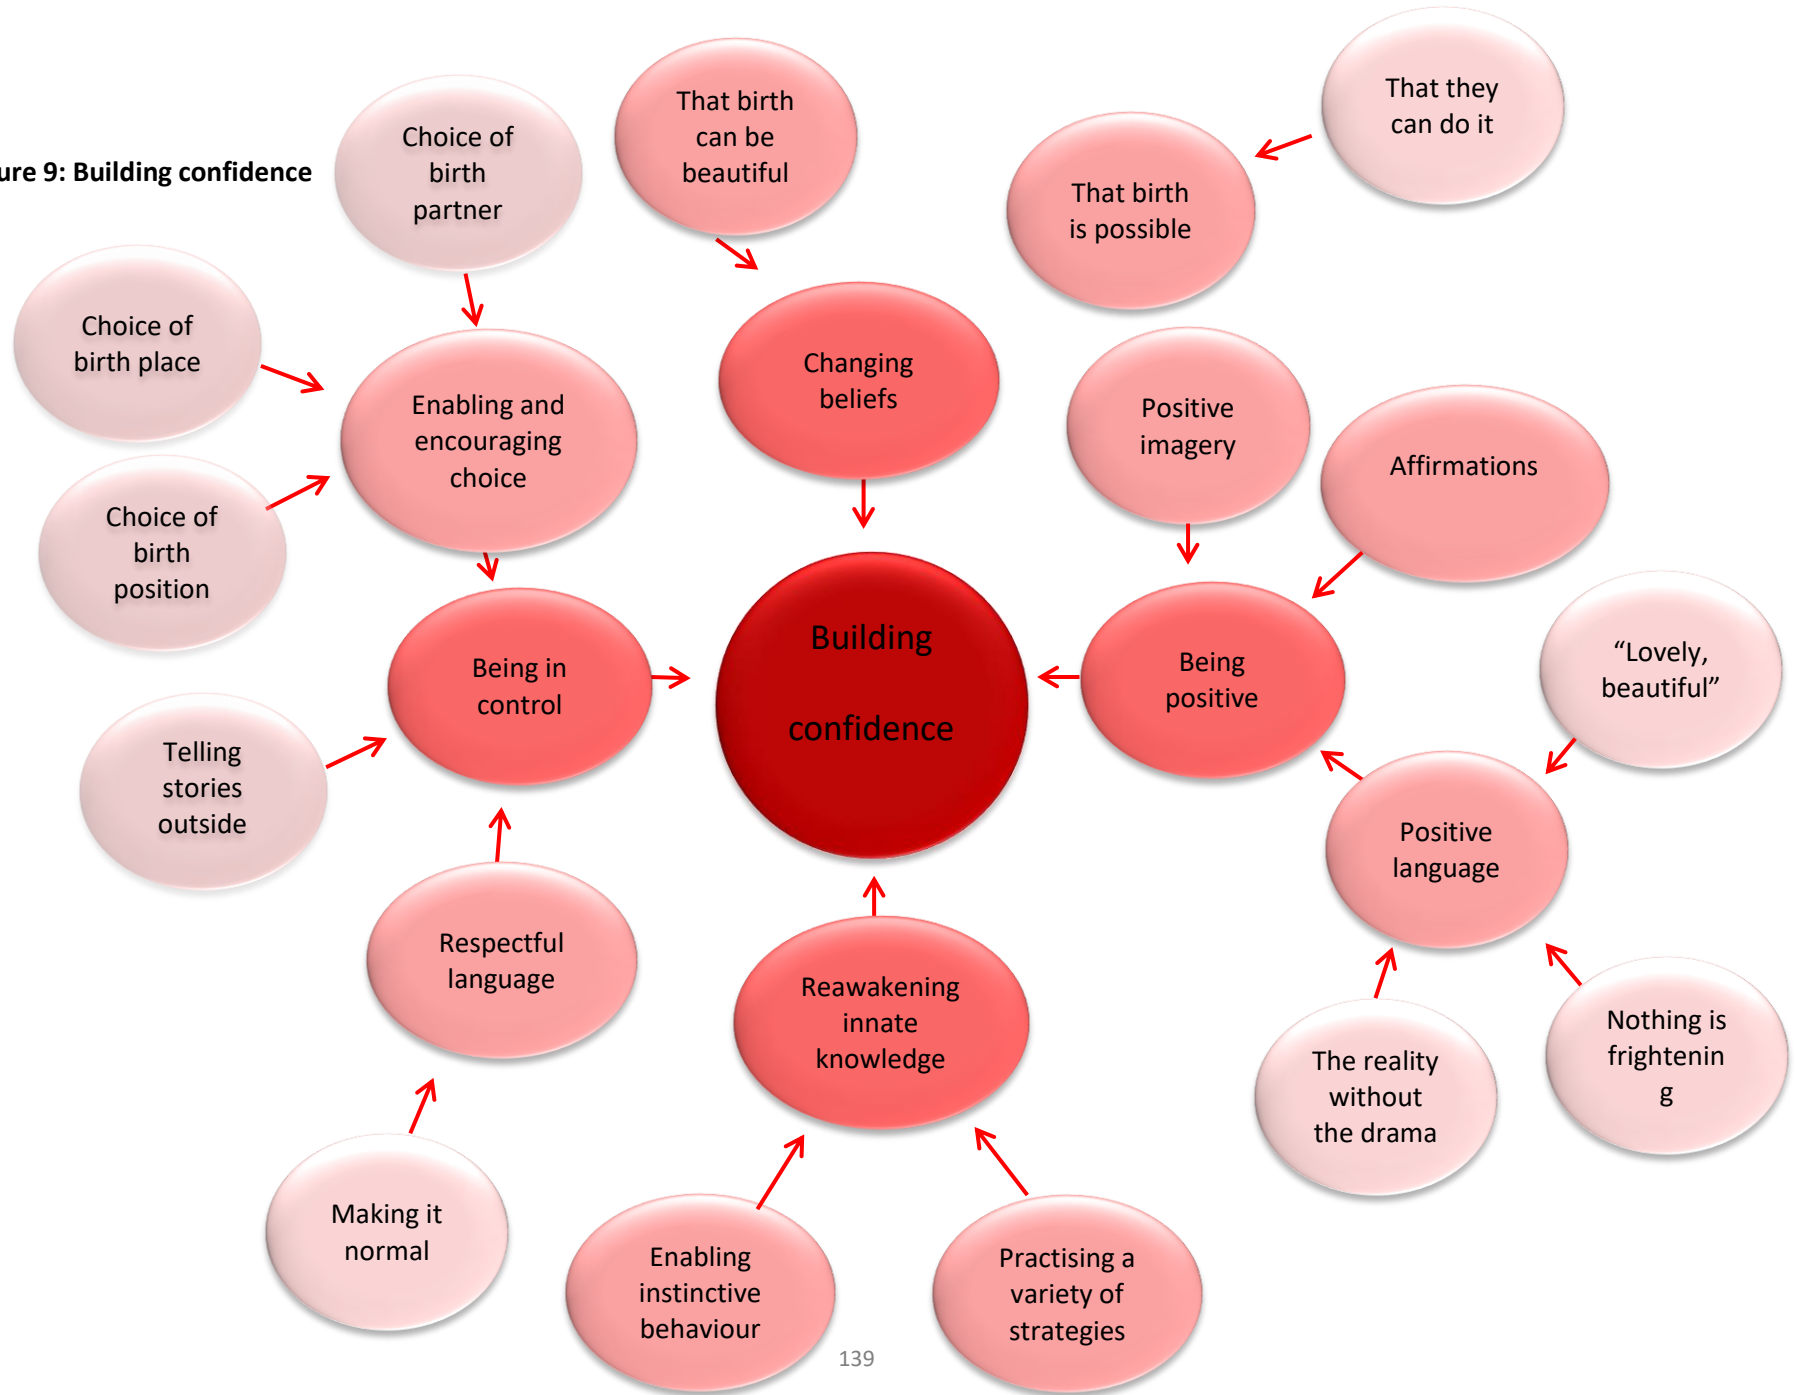 That they
can do it
That birth
can be
beautiful
Choice of
birth
partner
ure 9: Building confidence
That birth
is possible
Choice of
birth place
Changing
beliefs
Enabling and
encouraging
choice
Positive
imagery
Affirmations
Choice of
birth
position
Building
confidence
Being in
control
Being
positive
“Lovely,
beautiful”
Telling
stories
outside
Positive
language
Respectful
language
Reawakening
innate
knowledge
Nothing is
frightenin
g
The reality
without
the drama
Making it
normal
Enabling
instinctive
behaviour
Practising a
variety of
strategies
139